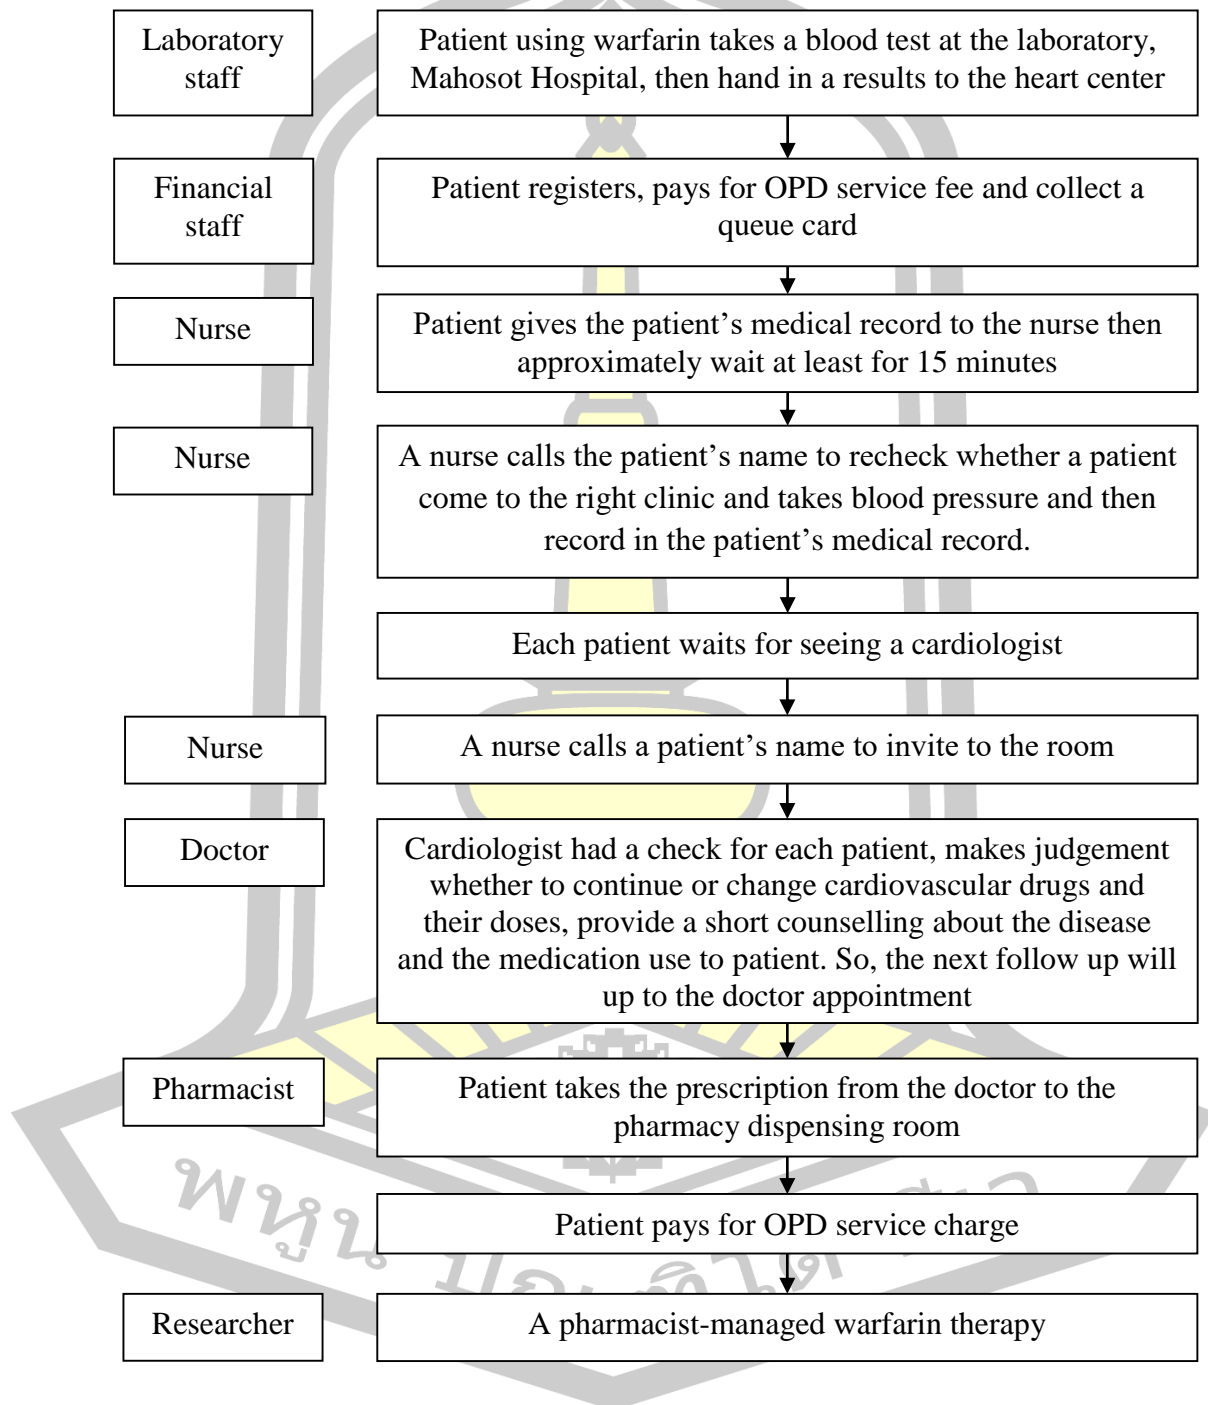 Laboratory
staff
Patient using warfarin takes a blood test at the laboratory,
Mahosot Hospital, then hand in a results to the heart center
Financial
staff
Patient registers, pays for OPD service fee and collect a
queue card
Nurse
Patient gives the patient’s medical record to the nurse then
approximately wait at least for 15 minutes
Nurse
A nurse calls the patient’s name to recheck whether a patient
come to the right clinic and takes blood pressure and then
record in the patient’s medical record.
Each patient waits for seeing a cardiologist
Nurse
A nurse calls a patient’s name to invite to the room
Doctor
Cardiologist had a check for each patient, makes judgement
whether to continue or change cardiovascular drugs and
their doses, provide a short counselling about the disease
and the medication use to patient. So, the next follow up will
up to the doctor appointment
Pharmacist
Patient takes the prescription from the doctor to the
pharmacy dispensing room
Patient pays for OPD service charge
Researcher
A pharmacist-managed warfarin therapy
พหูน